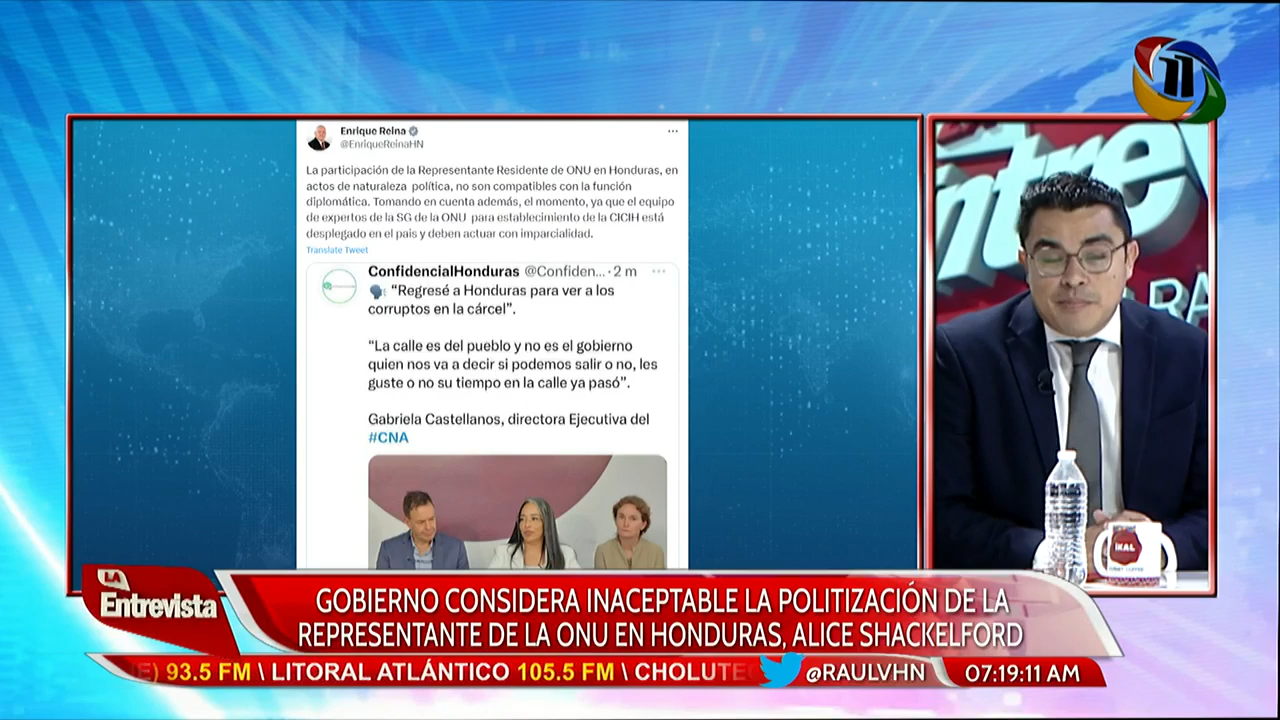 11
Enrique Reina
@EnriqueReinaHN
La participación de la Representante Residente de ONU en Honduras, en
actos de naturaleza política, no son compatibles con la función
diplomática. Tomando en cuenta además, el momento, ya que el equipo
de expertos de la SG de la ONU para establecimiento de la CICIH está
desplegado en el pais y deben actuar con imparcialidad.
Translate Tweet
ConfidencialHonduras @Confiden... · 2 m
“Regresé a Honduras para ver a los
corruptos en la cárcel”.
“La calle es del pueblo y no es el gobierno
quien nos va a decir si podemos salir o no, les
guste o no su tiempo en la calle ya pasó”.
Gabriela Castellanos, directora Ejecutiva del
#CNA
ntre
IKAL
LA
Entrevista
GOBIERNO CONSIDERA INACEPTABLE LA POLITIZACIÓN DE LA
REPRESENTANTE DE LA ONU EN HONDURAS, ALICE SHACKELFORD
E) 93.5 FM \ LITORAL ATLÁNTICO 105.5 FM \ CHOLUTE @RAULVHN 07:19:11 AM